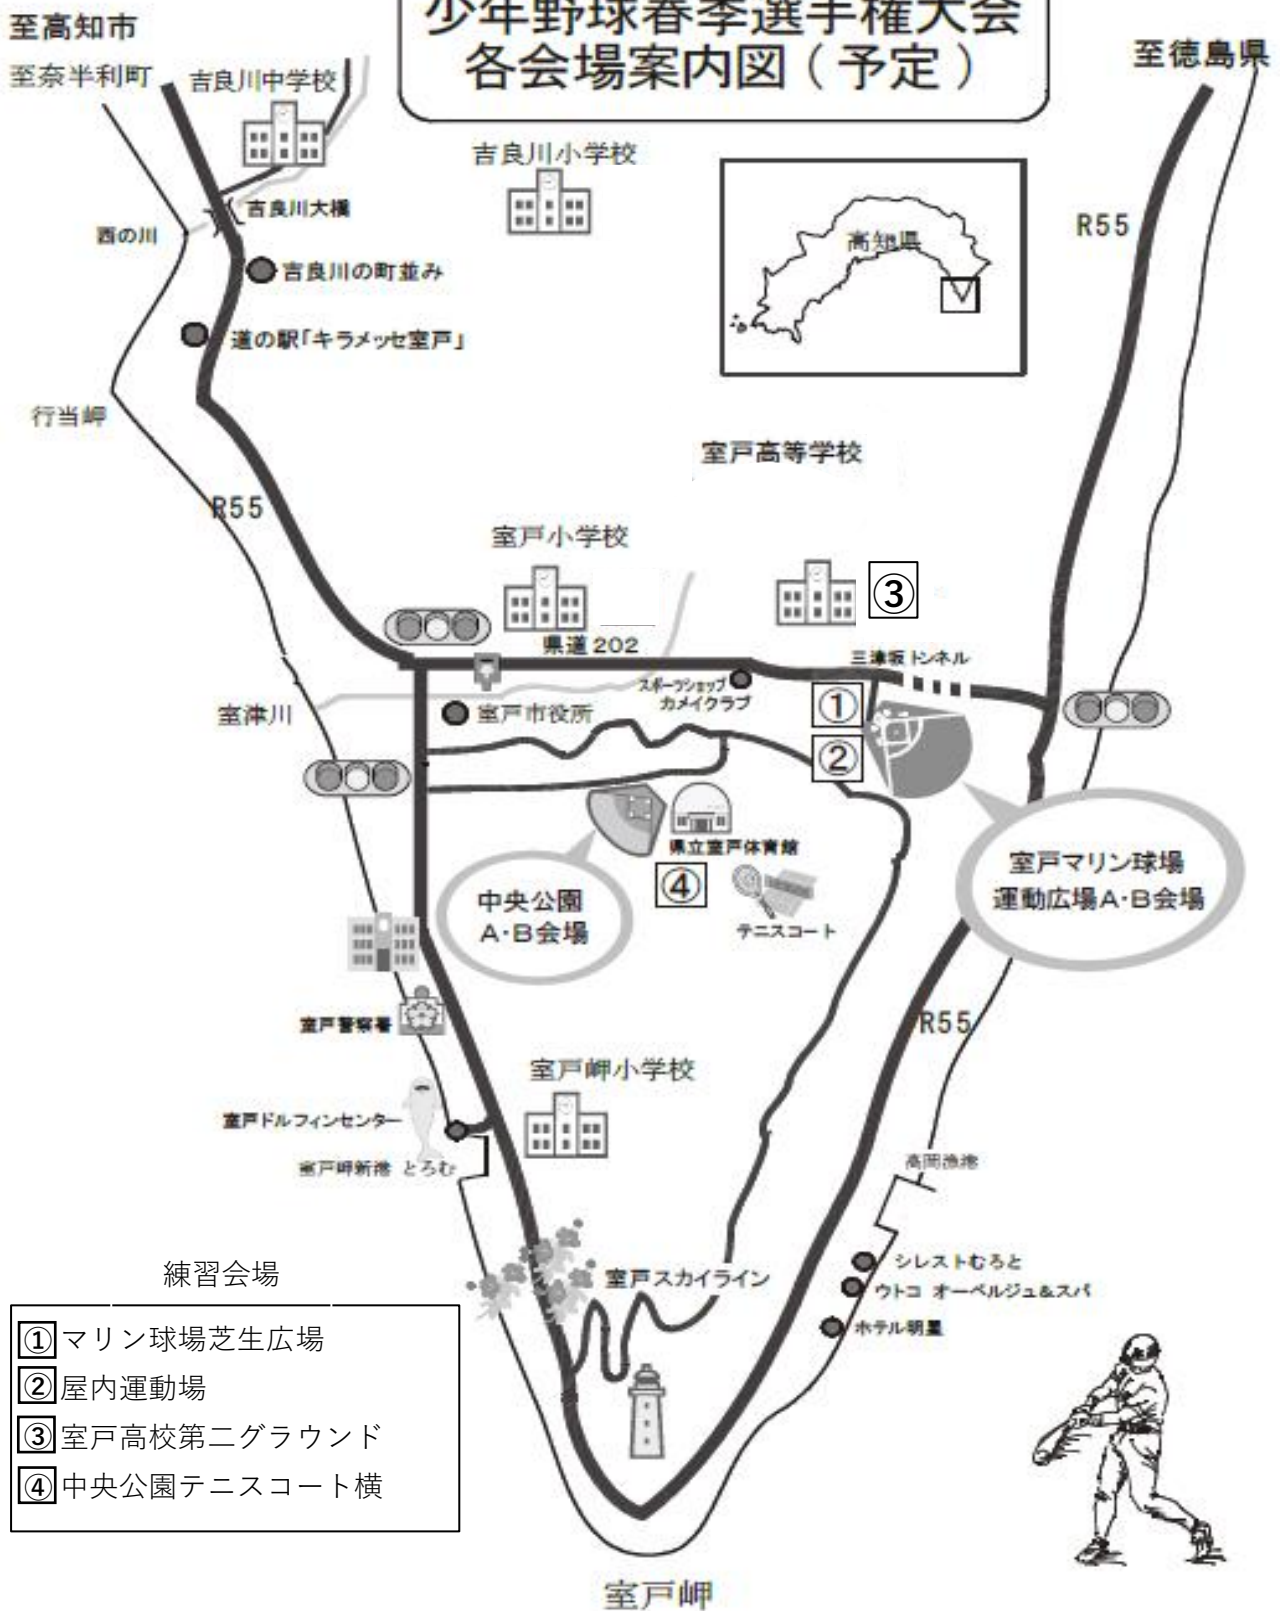 少年野球春季選手権大会
各会場案内図(予定)
至高知市
至奈半利町
吉良川中学校
至徳島県
吉良川小学校
吉良川大橋
西の川
R55
高知県
吉良川の町並み
道の駅「キラメッセ室戸」
行当岬
室戸高等学校
R55
室戸小学校
③
県道202
三津坂トンネル
スポーツショップ
カメイクラブ
①
室津川
室戸市役所
②
県立室戸体育館
④
テニスコート
中央公園
A・B会場
室戸マリン球場
運動広場A・B会場
室戸警察署
R55
室戸岬小学校
室戸ドルフィンセンター
室戸岬新港 とろむ
高岡漁港
シレストむろと
ウトコ オーベルジュ&スパ
ホテル明星
室戸スカイライン
練習会場
①マリン球場芝生広場
②屋内運動場
③室戸高校第二グラウンド
④中央公園テニスコート横
室戸岬